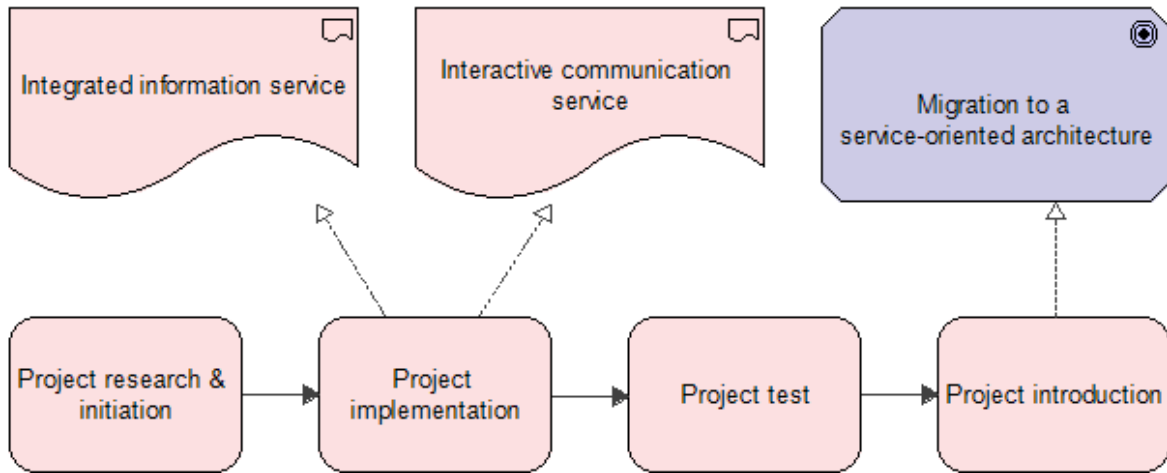 Integrated information service
Interactive communication
service
Migration to a
service-oriented architecture
Project research &
initiation
Project
implementation
Project test
Project introduction